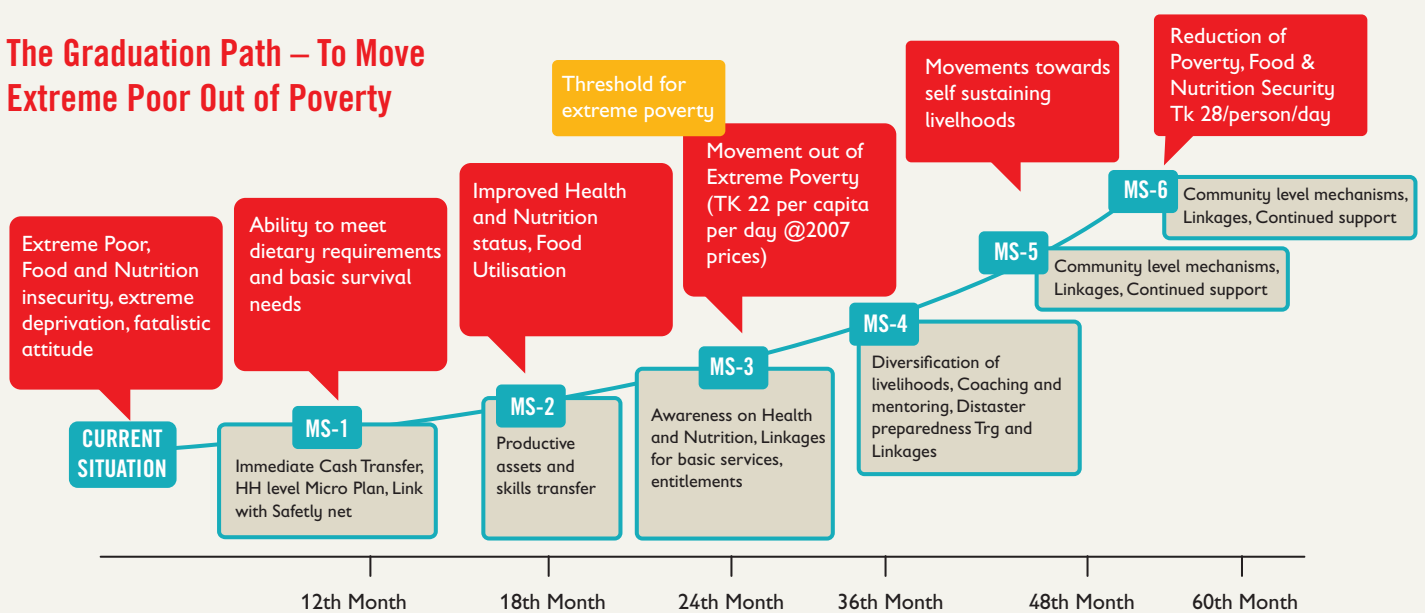 The Graduation Path – To Move
Extreme Poor Out of Poverty
Extreme Poor,
Food and Nutrition
insecurity, extreme
deprivation, fatalistic
attitude
CURRENT
SITUATION
Ability to meet
dietary requirements
and basic survival
needs
MS-1
Immediate Cash Transfer,
HH level Micro Plan, Link
with Safetly net
Improved Health
and Nutrition
status, Food
Utilisation
MS-2
Productive
assets and
skills transfer
Threshold for
extreme poverty
Movement out of
Extreme Poverty
(TK 22 per capita
per day @2007
prices)
MS-3
Awareness on Health
and Nutrition, Linkages
for basic services,
entitlements
MS-4
Diversification of
livelihoods, Coaching and
mentoring, Distaster
preparedness Trg and
Linkages
Movements towards
self sustaining
livelhoods
MS-5
Community level mechanisms,
Linkages, Continued support
Reduction of
Poverty, Food &
Nutrition Security
Tk 28/person/day
MS-6
Community level mechanisms,
Linkages, Continued support
12th Month
18th Month
24th Month
36th Month
48th Month
60th Month